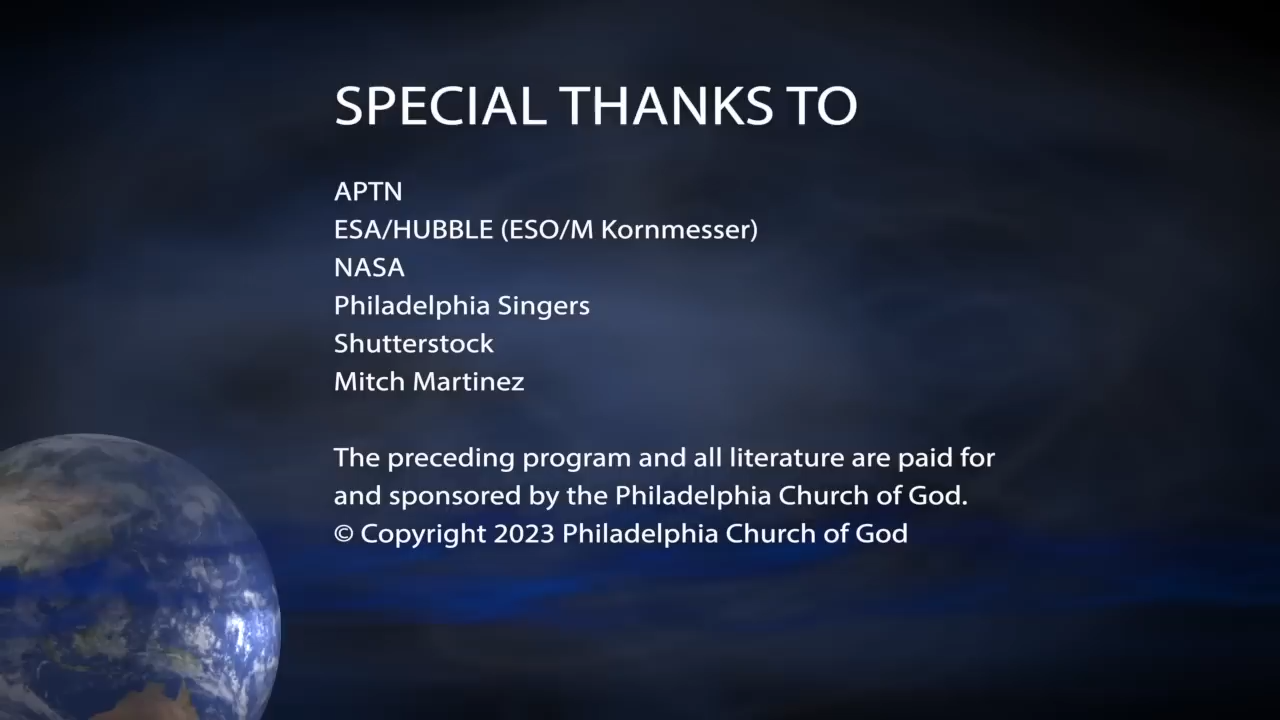 SPECIAL THANKS TO
APTN
ESA/HUBBLE (ESO/M Kornmesser)
NASA
Philadelphia Singers
Shutterstock
Mitch Martinez
The preceding program and all literature are paid for
and sponsored by the Philadelphia Church of God.
© Copyright 2023 Philadelphia Church of God